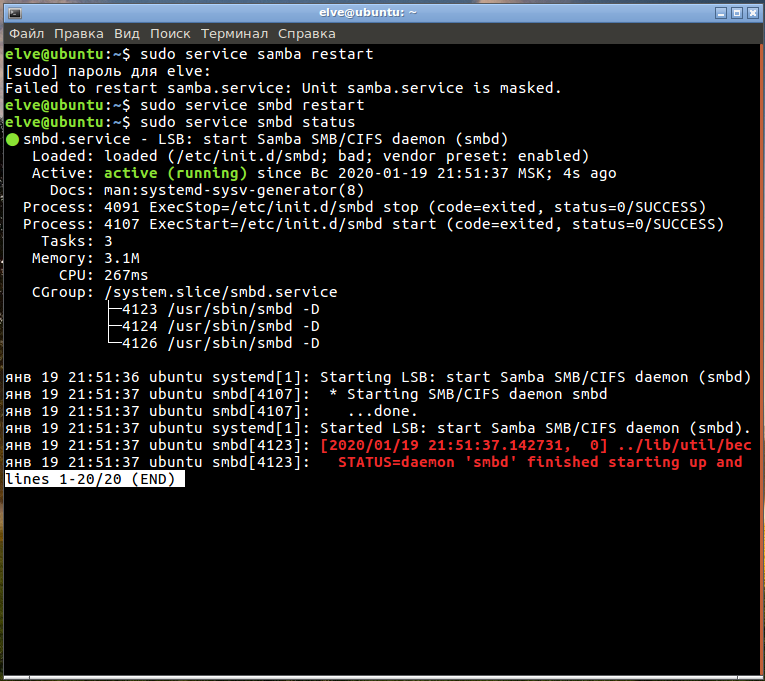 elve@ubuntu: ~
Файл Правка Вид Поиск Терминал Справка
elve@ubuntu:~$ sudo service samba restart
[sudo] пароль для elve:
Failed to restart samba.service: Unit samba.service is masked.
elve@ubuntu:~$ sudo service smbd restart
elve@ubuntu:~$ sudo service smbd status
● smbd.service - LSB: start Samba SMB/CIFS daemon (smbd)
   Loaded: loaded (/etc/init.d/smbd; bad; vendor preset: enabled)
   Active: active (running) since Вс 2020-01-19 21:51:37 MSK; 4s ago
     Docs: man:systemd-sysv-generator(8)
  Process: 4091 ExecStop=/etc/init.d/smbd stop (code=exited, status=0/SUCCESS)
  Process: 4107 ExecStart=/etc/init.d/smbd start (code=exited, status=0/SUCCESS)
    Tasks: 3
   Memory: 3.1M
      CPU: 267ms
   CGroup: /system.slice/smbd.service
           ├─4123 /usr/sbin/smbd -D
           ├─4124 /usr/sbin/smbd -D
           └─4126 /usr/sbin/smbd -D
янв 19 21:51:36 ubuntu systemd[1]: Starting LSB: start Samba SMB/CIFS daemon (smbd)
янв 19 21:51:37 ubuntu smbd[4107]:  * Starting SMB/CIFS daemon smbd
янв 19 21:51:37 ubuntu smbd[4107]:    ...done.
янв 19 21:51:37 ubuntu systemd[1]: Started LSB: start Samba SMB/CIFS daemon (smbd).
янв 19 21:51:37 ubuntu smbd[4123]: [2020/01/19 21:51:37.142731,  0] ../lib/util/bec
янв 19 21:51:37 ubuntu smbd[4123]:   STATUS=daemon 'smbd' finished starting up and
lines 1-20/20 (END)